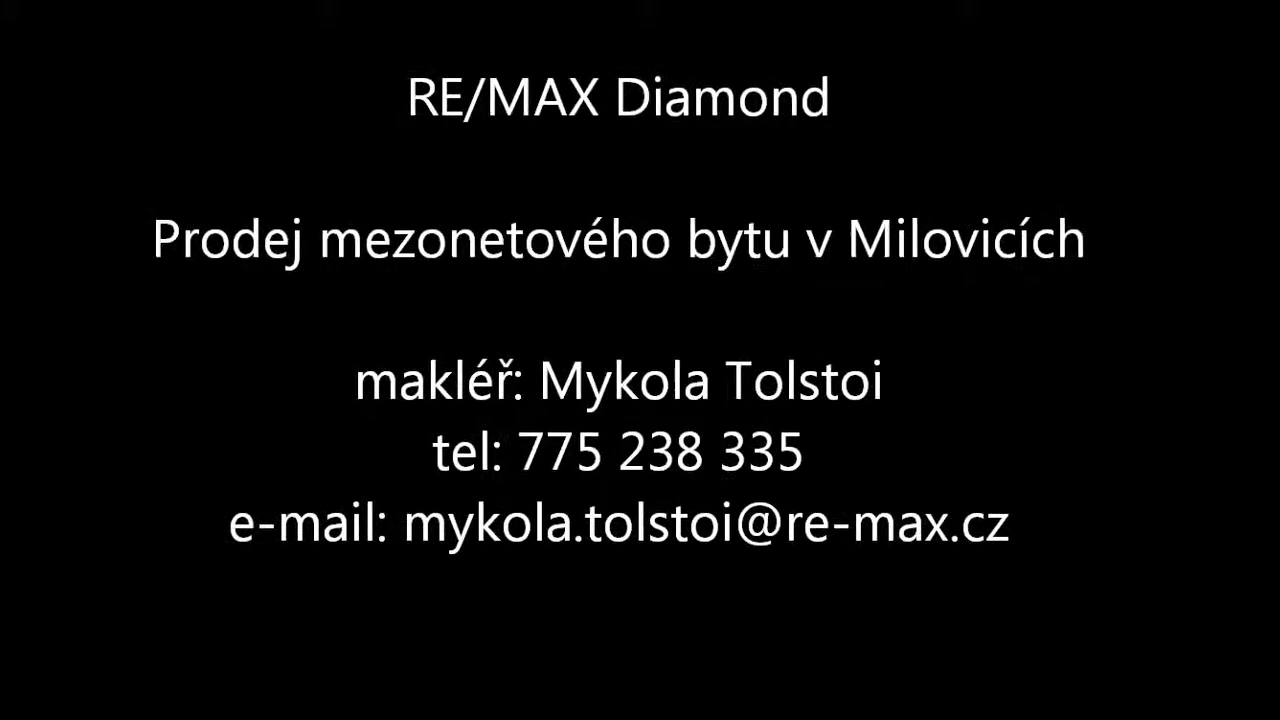 RE/MAX Diamond
Prodej mezonetového bytu v Milovicích
makléř: Mykola Tolstoi
tel: 775 238 335
e-mail: mykola.tolstoi@re-max.cz